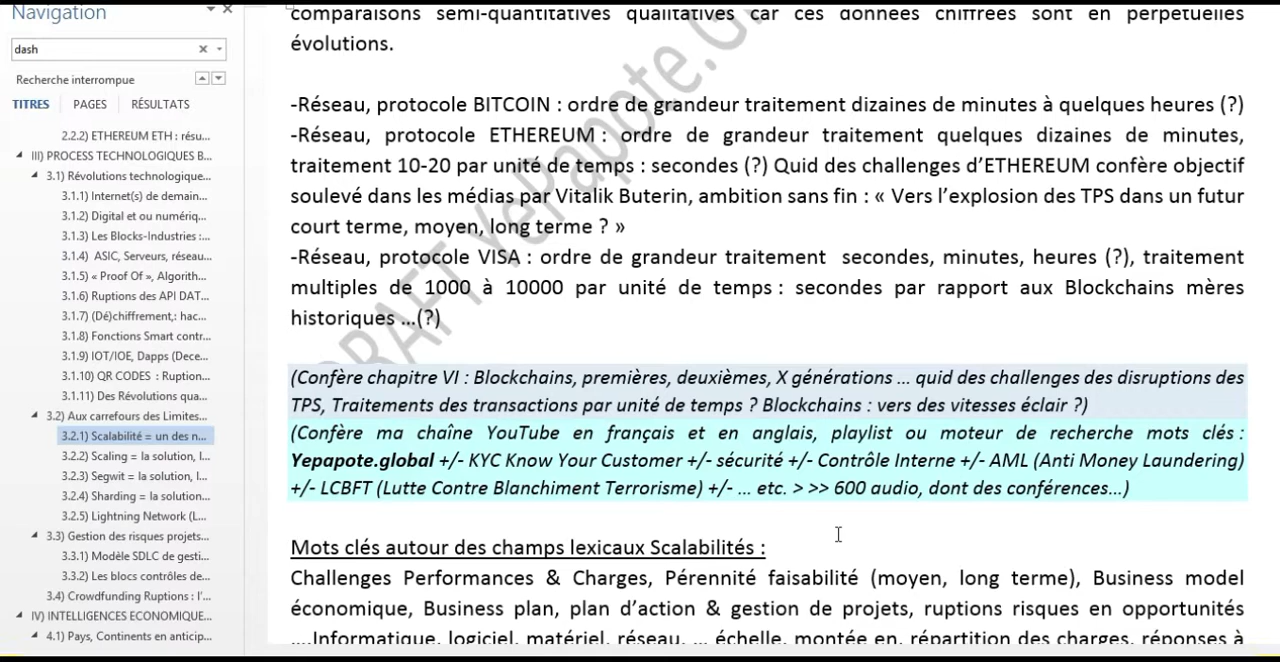 Navigation
dash
Recherche interrompue
TITRES PAGES RÉSULTATS
2.2.2) ETHEREUM ETH : résu...
III) PROCESS TECHNOLOGIQUES B...
3.1) Révolutions technologique...
3.1.1) Internet(s) de demain...
3.1.2) Digital et ou numériq...
3.1.3) Les Blocks-Industries :...
3.1.4) ASIC, Serveurs, réseau...
3.1.5) « Proof Of », Algorith...
3.1.6) Ruptions des API DAT...
3.1.7) (Dé)chiffrement,: hac...
3.1.8) Fonctions Smart contr...
3.1.9) IOT/IOE, Dapps (Dece...
3.1.10) QR CODES : Ruption...
3.1.11) Des Révolutions qua...
3.2) Aux carrefours des Limites...
3.2.1) Scalabilité = un des n...
3.2.2) Scaling = la solution, l...
3.2.3) Segwit = la solution, l...
3.2.4) Sharding = la solution...
3.2.5) Lightning Network (L...
3.3) Gestion des risques projets...
3.3.1) Modèle SDLC de gesti...
3.3.2) Les blocs contrôles de...
3.4) Crowdfunding Ruptions : l'...
IV) INTELLIGENCES ECONOMIQUE...
4.1) Pays, Continents en anticip...
comparaisons semi-quantitatives qualitatives car ces données chiffrées sont en perpétuelles
évolutions.
-Réseau, protocole BITCOIN : ordre de grandeur traitement dizaines de minutes à quelques heures (?)
-Réseau, protocole ETHEREUM : ordre de grandeur traitement quelques dizaines de minutes,
traitement 10-20 par unité de temps : secondes (?) Quid des challenges d'ETHEREUM confère objectif
soulevé dans les médias par Vitalik Buterin, ambition sans fin : « Vers l'explosion des TPS dans un futur
court terme, moyen, long terme ? »
-Réseau, protocole VISA : ordre de grandeur traitement secondes, minutes, heures (?), traitement
multiples de 1000 à 10000 par unité de temps : secondes par rapport aux Blockchains mères
historiques ...(?)
(Confère chapitre VI : Blockchains, premières, deuxièmes, X générations ... quid des challenges des disruptions des
TPS, Traitements des transactions par unité de temps ? Blockchains : vers des vitesses éclair ?)
(Confère ma chaîne YouTube en français et en anglais, playlist ou moteur de recherche mots clés :
Yepapote.global +/- KYC Know Your Customer +/- sécurité +/- Contrôle Interne +/- AML (Anti Money Laundering)
+/- LCBFT (Lutte Contre Blanchiment Terrorisme) +/- ... etc. > >> 600 audio, dont des conférences...)
Mots clés autour des champs lexicaux Scalabilités :
Challenges Performances & Charges, Pérennité faisabilité (moyen, long terme), Business model
économique, Business plan, plan d'action & gestion de projets, ruptions risques en opportunités
....Informatique, logiciel, matériel, réseau, ... échelle, montée en, répartition des charges, réponses à
DRAFT YePapote.G